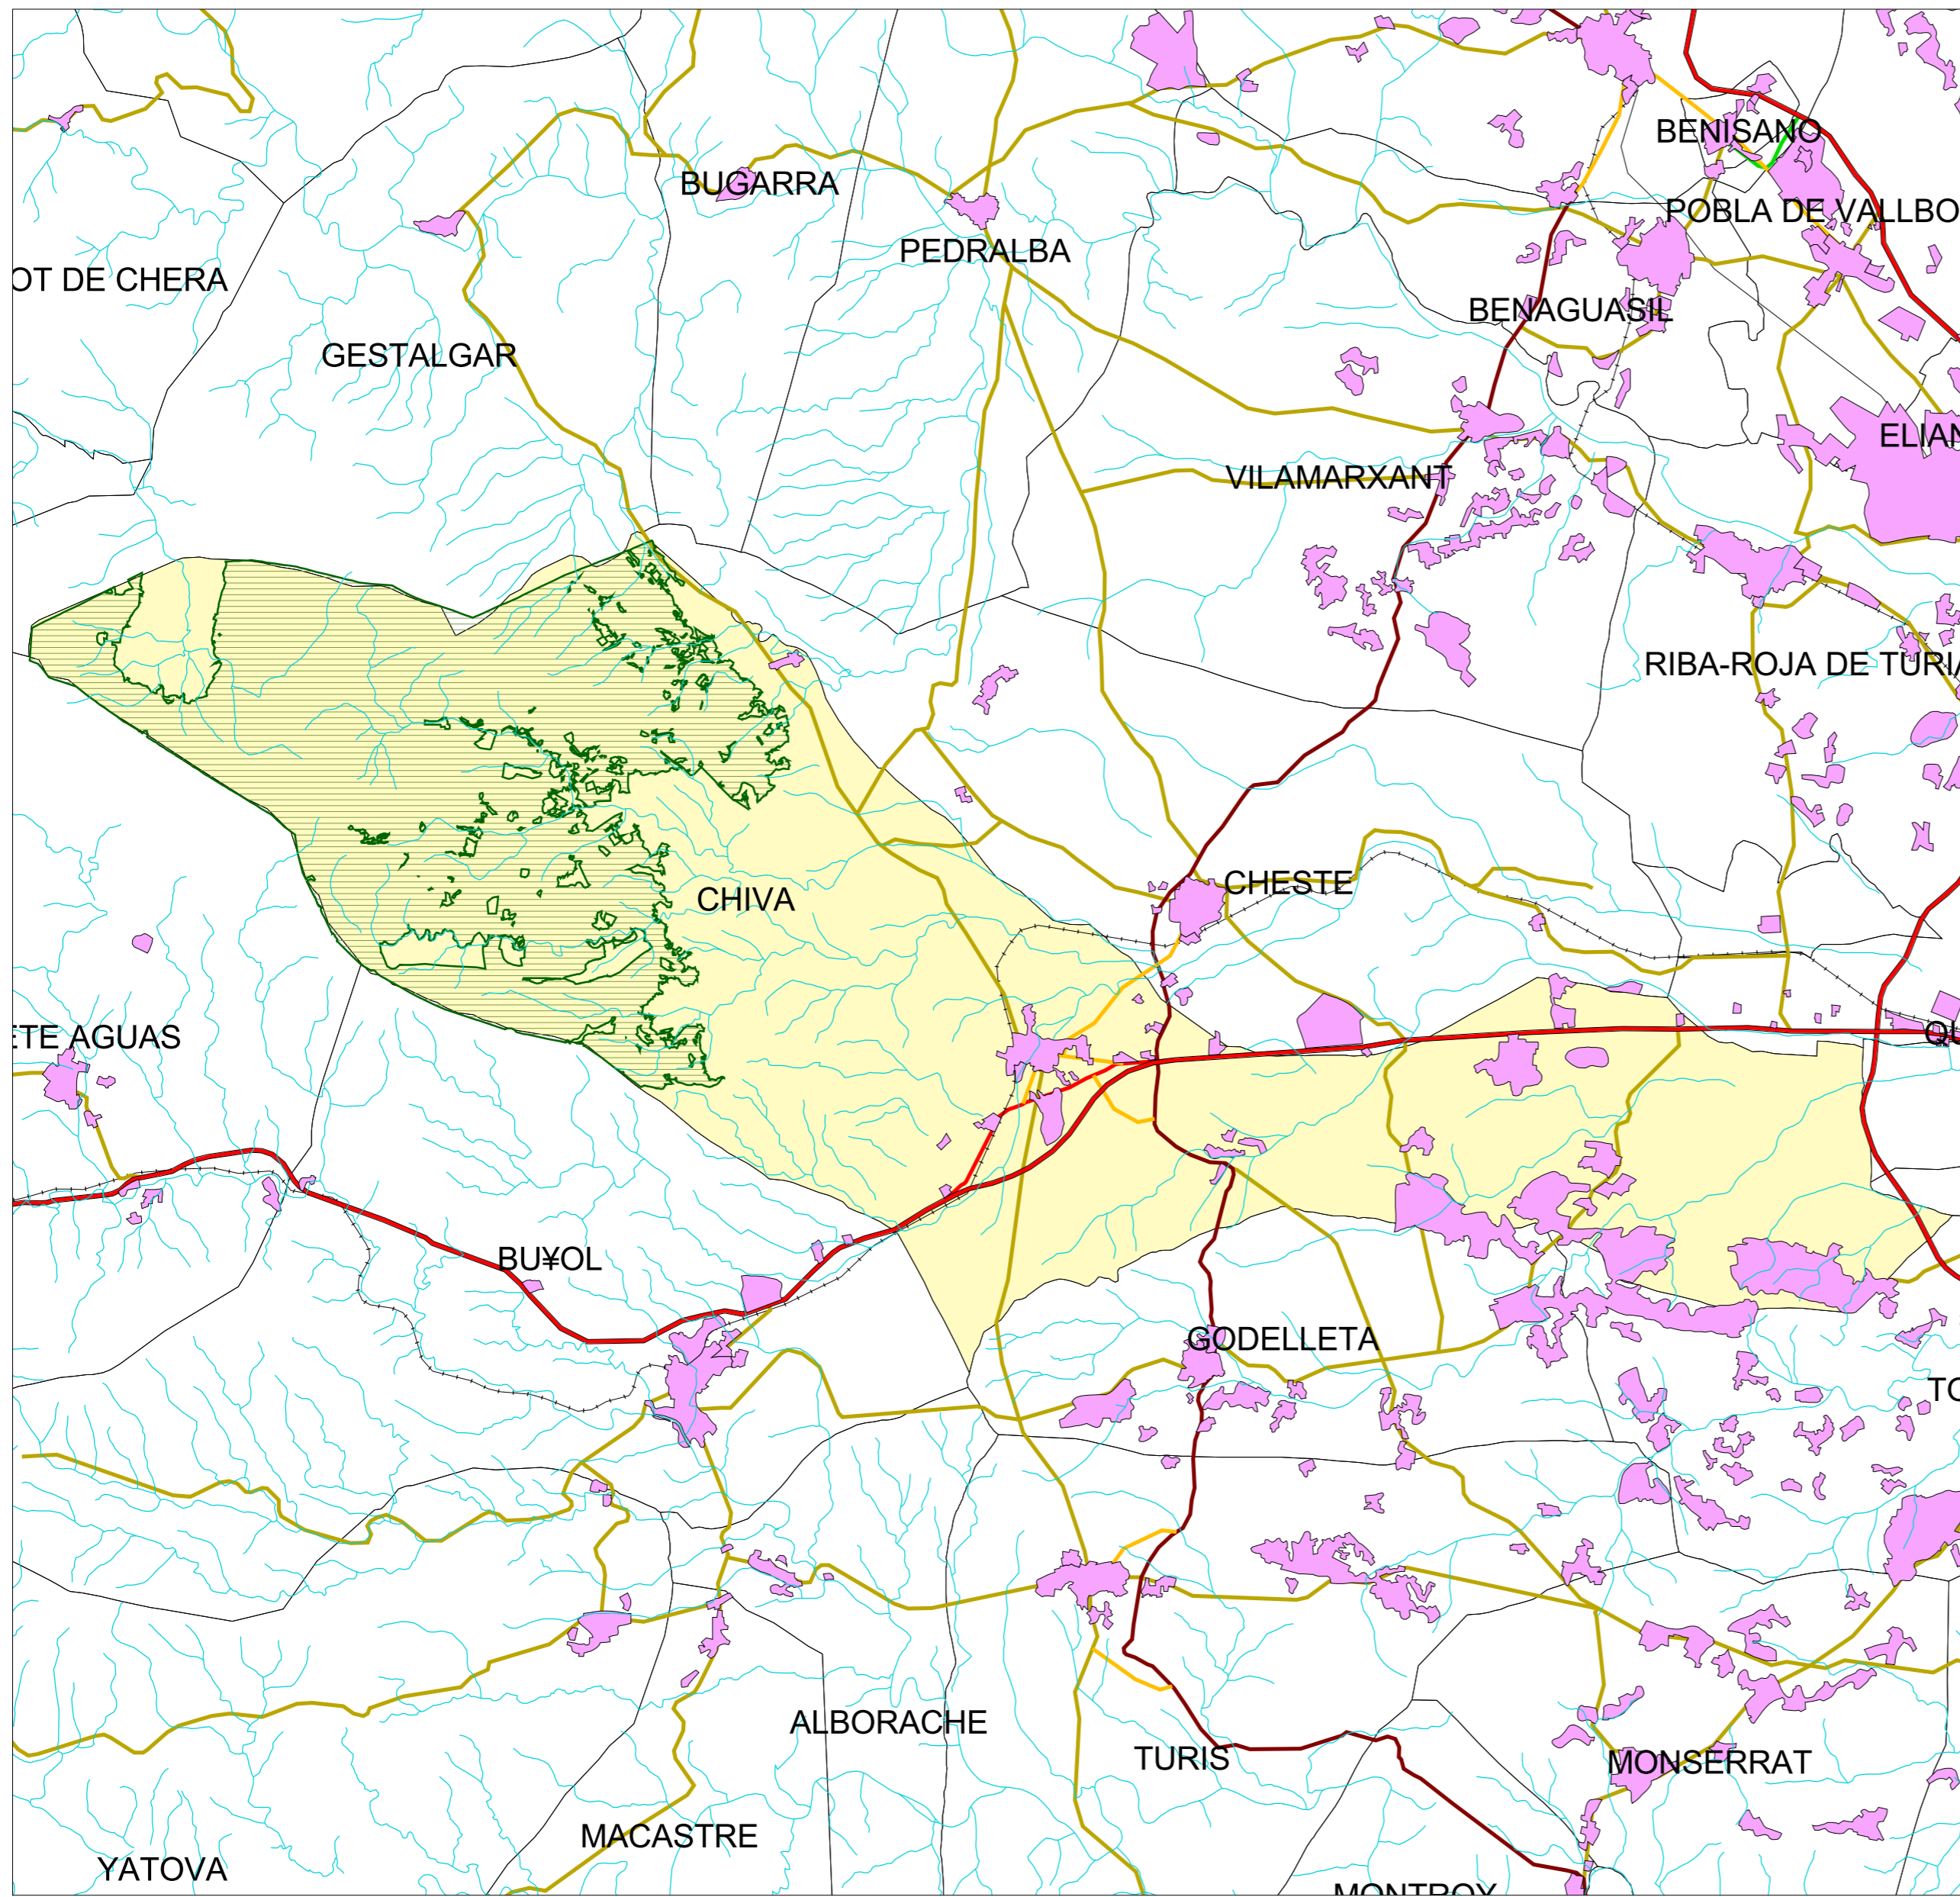 BENISANO
BUGARRA
POBLA DE VALLBO
PEDRALBA
OT DE CHERA
BENAGUASIL
GESTALGAR
ELIAN
VILAMARXANT
RIBA-ROJA DE TURIA
CHESTE
CHIVA
ETE AGUAS
QU
BU¥OL
GODELLETA
TO
ALBORACHE
TURIS
MONSERRAT
MACASTRE
YATOVA
MONTROY